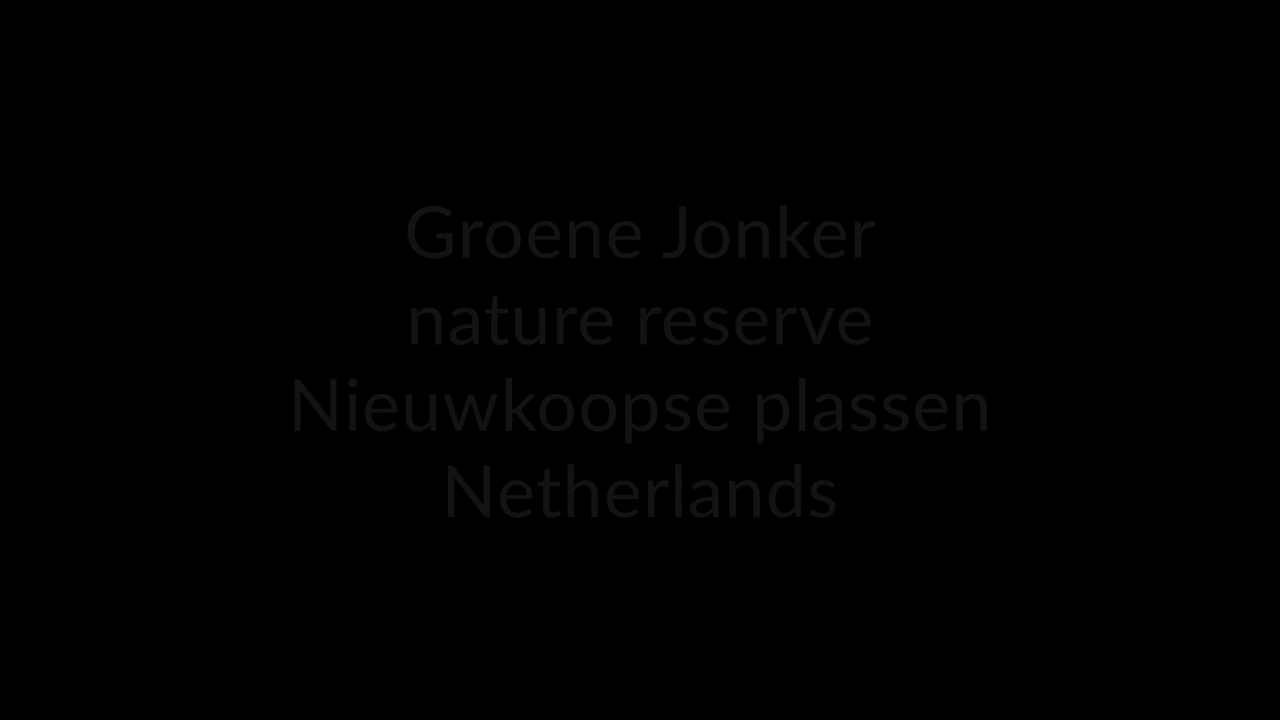 Groene Jonker
nature reserve
Nieuwkoopse plassen
Netherlands